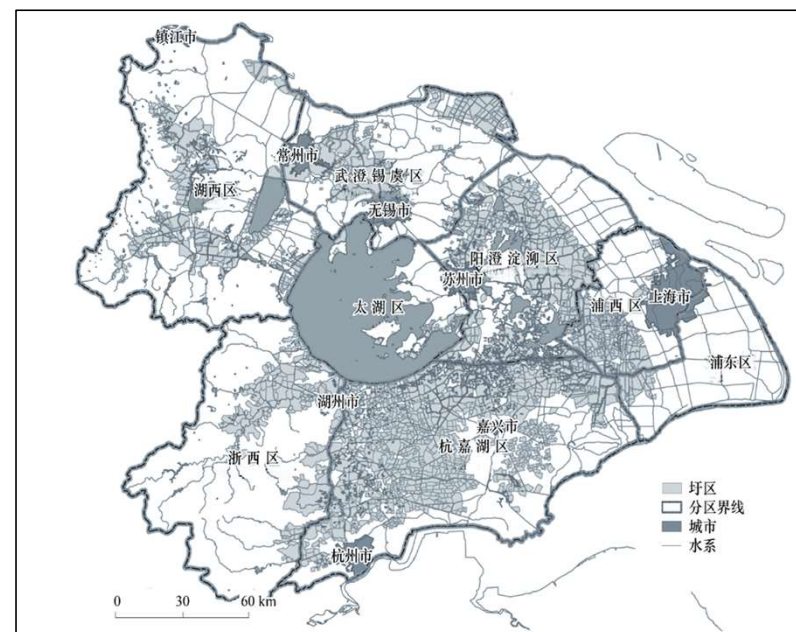 镇江市
常州市
武澄锡虞区
湖西区
无锡市
阳澄淀泖区
苏州市
太湖区
浦西区
上海市
浦东区
湖州市
嘉兴市
杭嘉湖区
浙西区
杭州市
圩区
分区界线
城市
水系
0 30 60 km